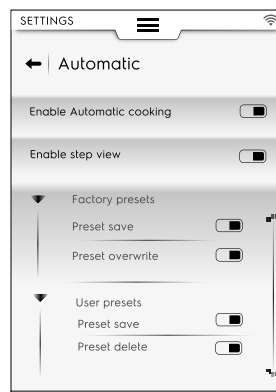 SETTINGS
Automatic
Enable Automatic cooking
Enable step view
Factory presets
Preset save
Preset overwrite
User presets
Preset save
Preset delete